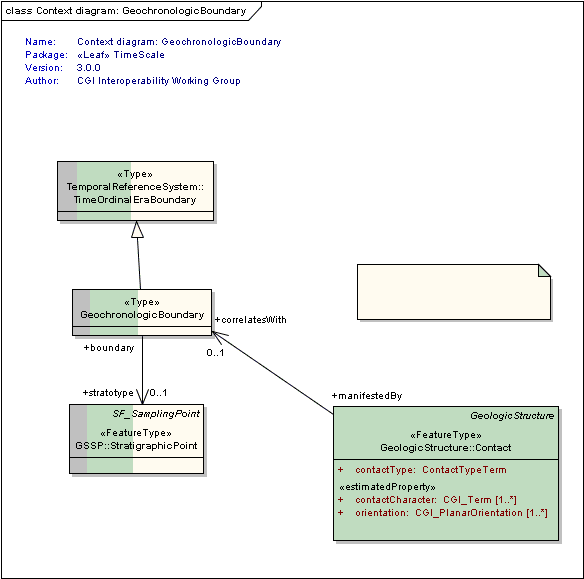 class Context diagram: GeochronologicBoundary
Name: Context diagram: GeochronologicBoundary
Package: «Leaf» TimeScale
Version: 3.0.0
Author: CGI Interoperability Working Group
«Type»
TemporalReferenceSystem::
TimeOrdinalEraBoundary
«Type»
GeochronologicBoundary
+correlatesWith
0..1
+boundary
+stratotype 0..1
+manifestedBy
SF_SamplingPoint
«FeatureType»
GSSP::StratigraphicPoint
GeologicStructure
«FeatureType»
GeologicStructure::Contact
+ contactType: ContactTypeTerm
«estimatedProperty»
+ contactCharacter: CGI_Term [1..*]
+ orientation: CGI_PlanarOrientation [1..*]